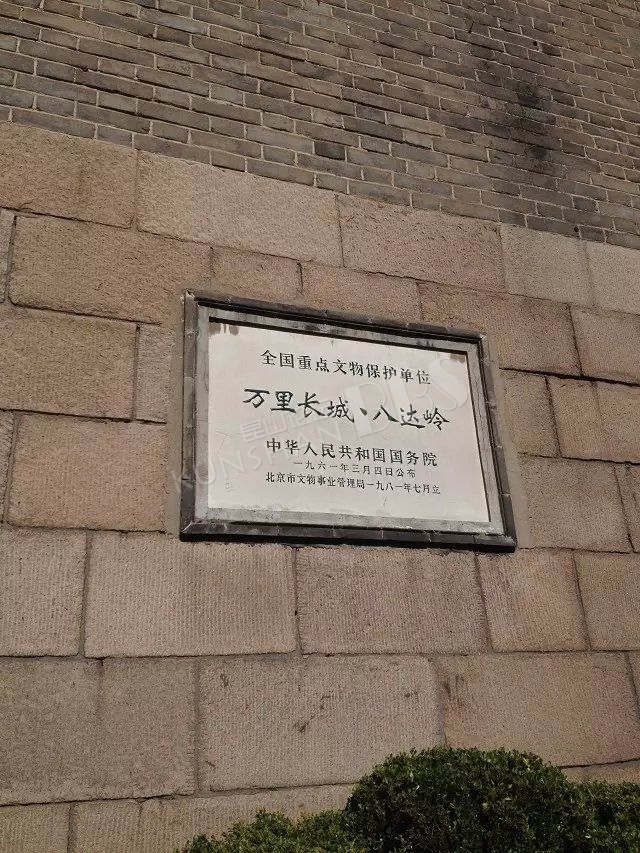 全国重点文物保护单位
万里长城、八达岭
中华人民共和国国务院
一九六一年三月四日公布
北京市文物事业管理局一九八一年七月立